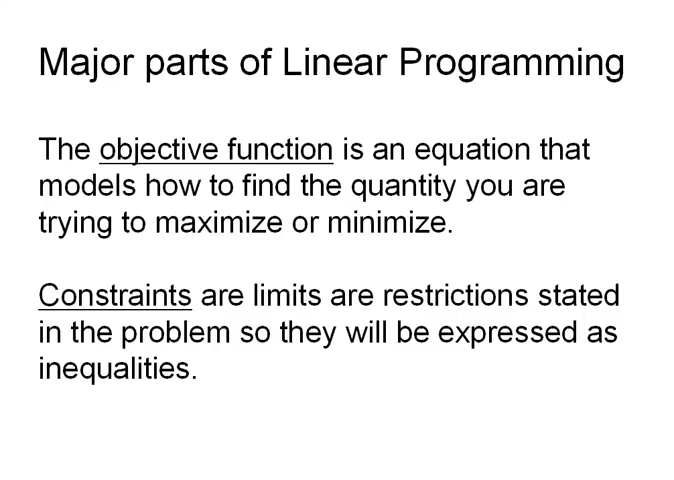 Major parts of Linear Programming
The objective function is an equation that
models how to find the quantity you are
trying to maximize or minimize.
Constraints are limits are restrictions stated
in the problem so they will be expressed as
inequalities.